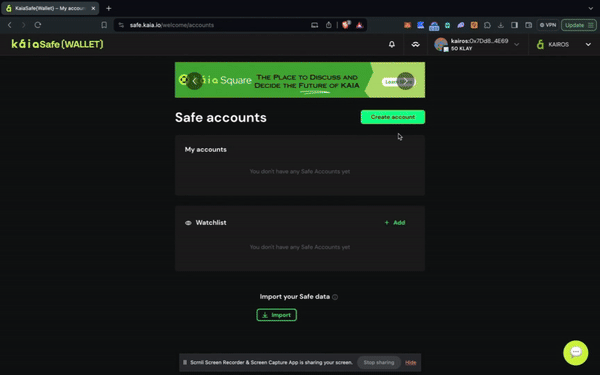 KaiaSafe(Wallet) – My accou
safe.kaia.io/welcome/accounts
VPN
Update
káiaSafe{WALLET}
kairos:0x7Dd8...4E69
50 KLAY
KAIROS
káia Square
THE PLACE TO DISCUSS AND
DECIDE THE FUTURE OF KAIA
Safe accounts
Create account
My accounts
You don't have any Safe Accounts yet
Watchlist
+ Add
You don't have any Safe Accounts yet
Import your Safe data
Import
Scrnli Screen Recorder & Screen Capture App is sharing your screen.
Stop sharing
Hide